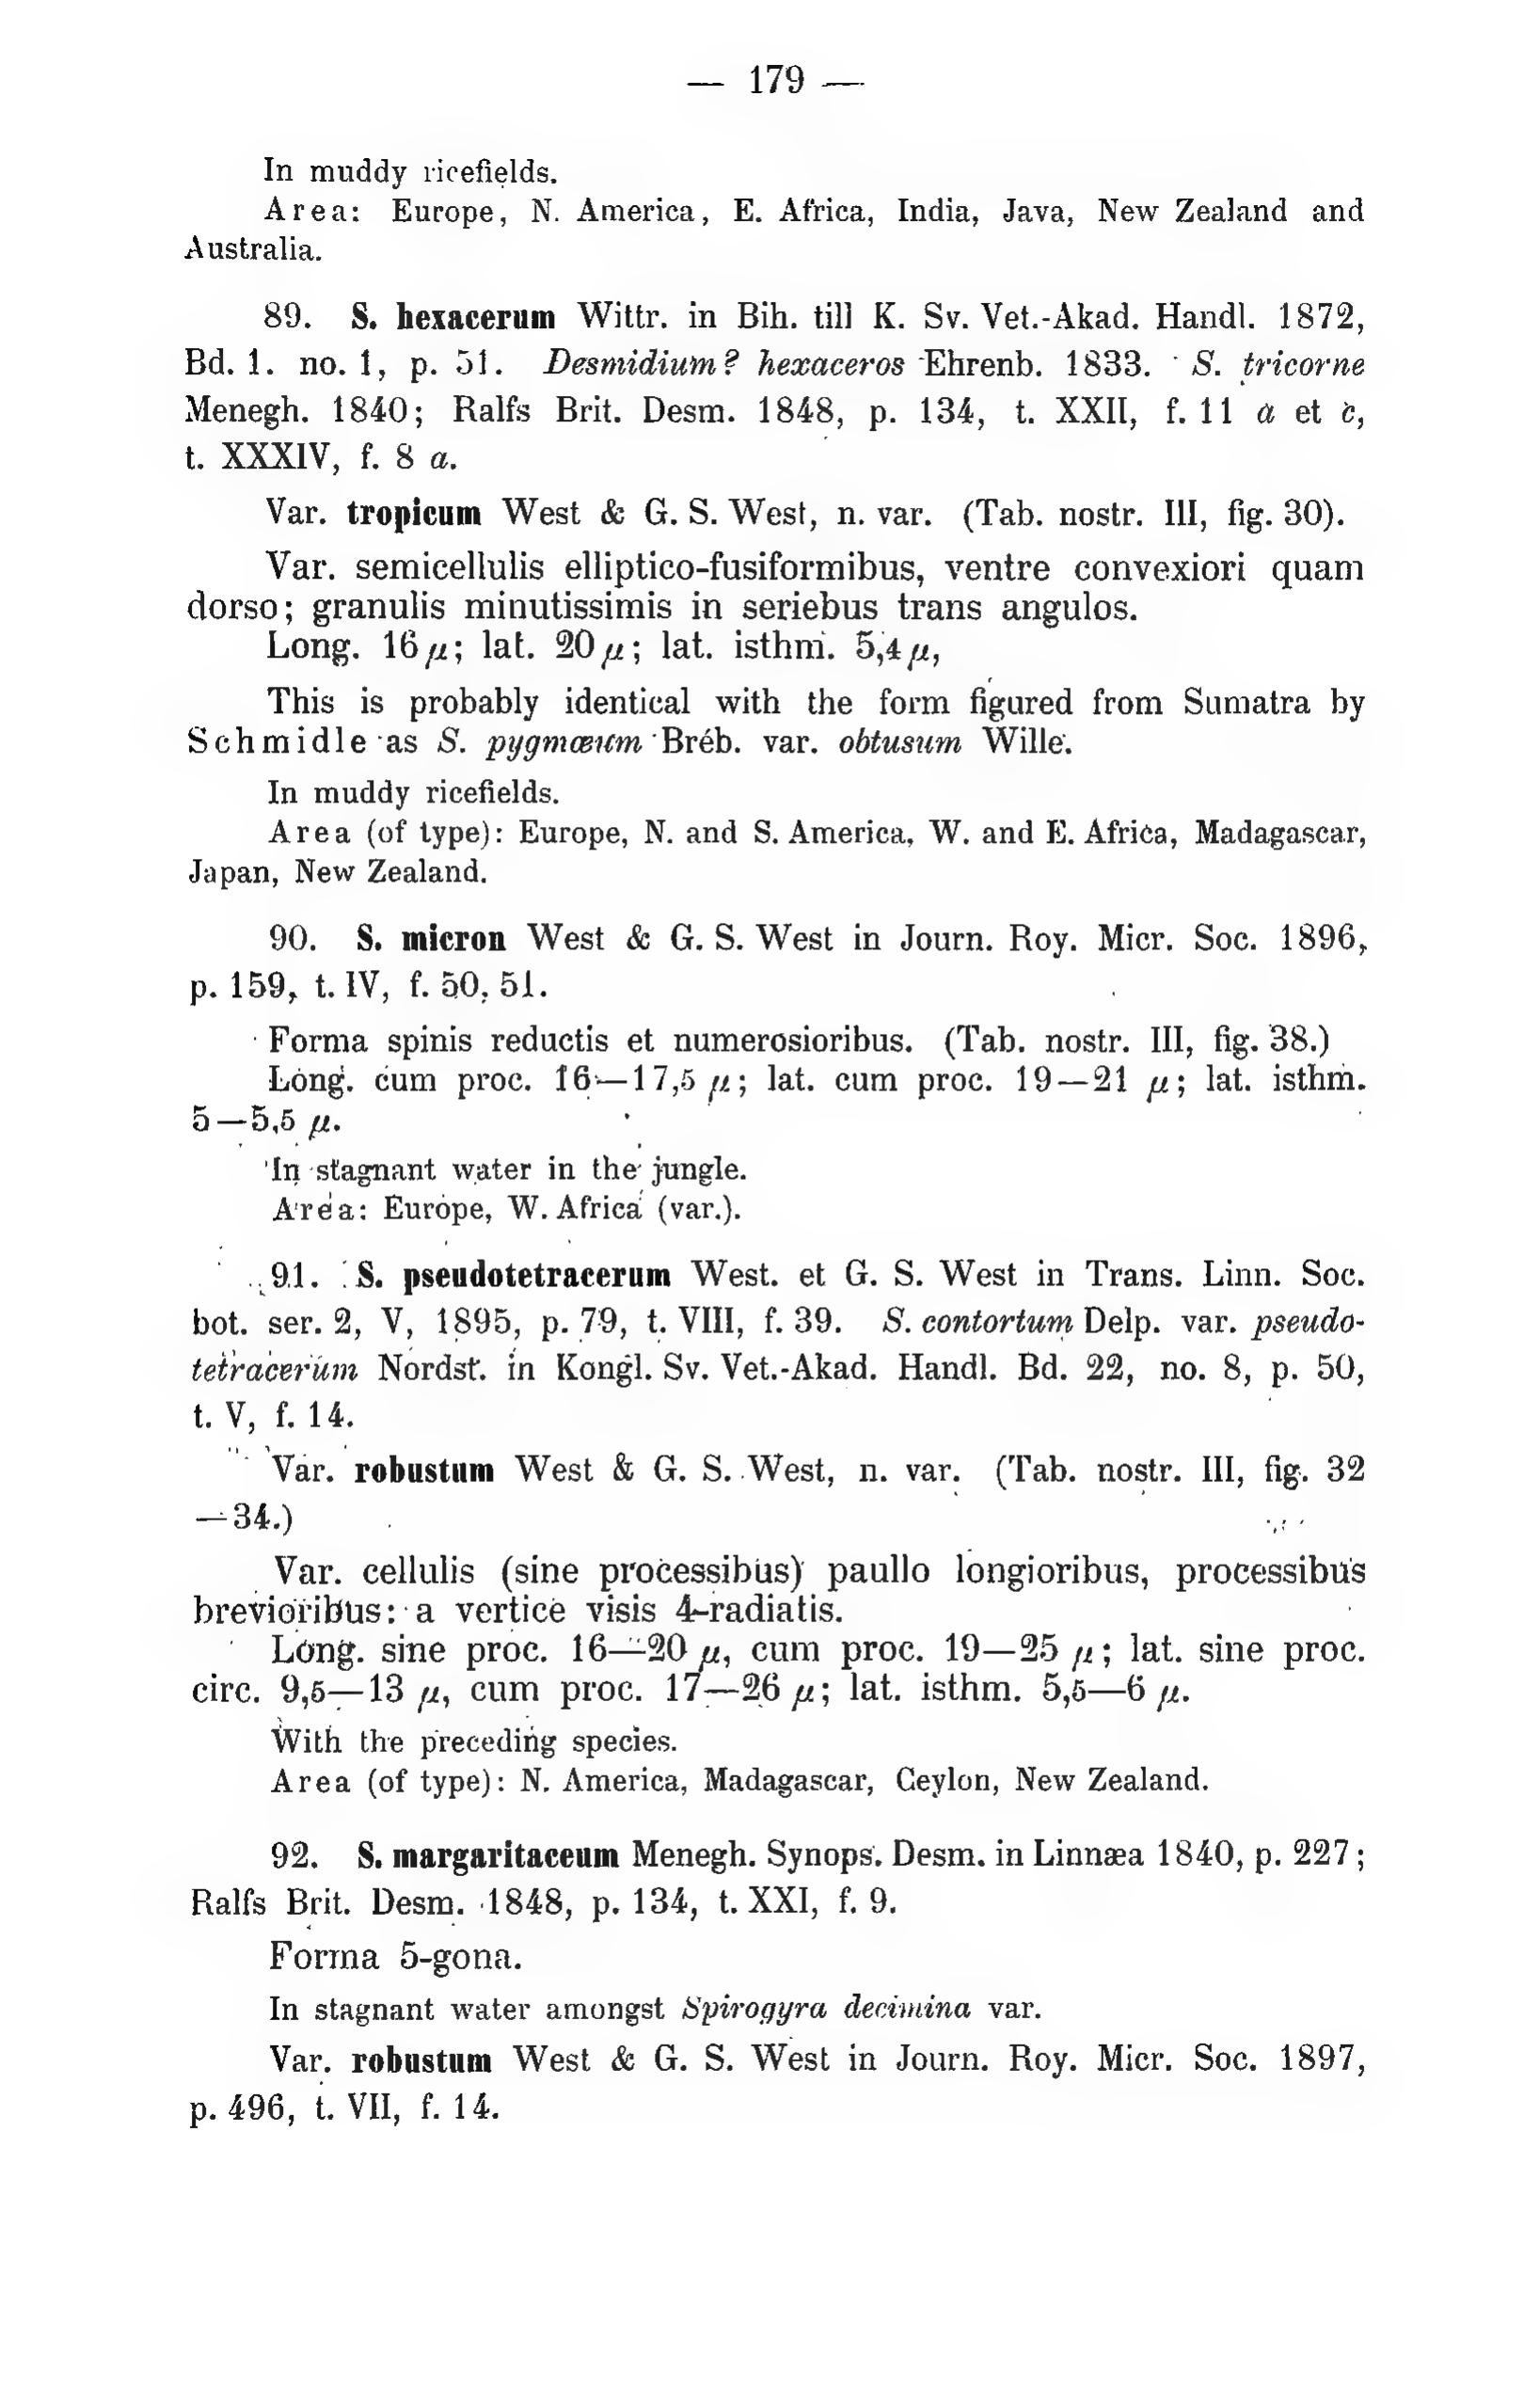 — 179 —
In muddy ricefields.
Area: Europe, N. America, E. Africa, India, Java, New Zealand and
Australia.
89. S. hexacerum Wittr. in Bih. till K. Sv. Vet.-Akad. Handl. 1872,
Bd. 1. no. 1, p. 51. Desmidium? hexaceros Ehrenb. 1833. S. tricorne
Menegh. 1840; Ralfs Brit. Desm. 1848, p. 134, t. XXII, f. 11 a et c,
t. XXXIV, f. 8 a.
Var. tropicum West & G. S. West, n. var. (Tab. nostr. III, fig. 30).
Var. semicellulis elliptico-fusiformibus, ventre convexiori quam
dorso; granulis minutissimis in seriebus trans angulos.
Long. 16 μ; lat. 20 μ; lat. isthm. 5,4 μ,
This is probably identical with the form figured from Sumatra by
Schmidle as S. pygmæum Bréb. var. obtusum Wille.
In muddy ricefields.
Area (of type): Europe, N. and S. America, W. and E. Africa, Madagascar,
Japan, New Zealand.
90. S. micron West & G. S. West in Journ. Roy. Micr. Soc. 1896,
p. 159, t. IV, f. 50, 51.
Forma spinis reductis et numerosioribus. (Tab. nostr. III, fig. 38.)
Long. cum proc. 16—17,5 μ; lat. cum proc. 19—21 μ; lat. isthm.
5—5,5 μ.
In stagnant water in the jungle.
Area: Europe, W. Africa (var.).
91. S. pseudotetracerum West. et G. S. West in Trans. Linn. Soc.
bot. ser. 2, V, 1895, p. 79, t. VIII, f. 39. S. contortum Delp. var. pseudo-
tetracerum Nordst. in Kongl. Sv. Vet.-Akad. Handl. Bd. 22, no. 8, p. 50,
t. V, f. 14.
Var. robustum West & G. S. West, n. var. (Tab. nostr. III, fig. 32
—34.)
Var. cellulis (sine processibus) paullo longioribus, processibus
brevioribus: a vertice visis 4-radiatis.
Long. sine proc. 16—20 μ, cum proc. 19—25 μ; lat. sine proc.
circ. 9,5—13 μ, cum proc. 17—26 μ; lat. isthm. 5,5—6 μ.
With the preceding species.
Area (of type): N. America, Madagascar, Ceylon, New Zealand.
92. S. margaritaceum Menegh. Synops. Desm. in Linnæa 1840, p. 227;
Ralfs Brit. Desm. 1848, p. 134, t. XXI, f. 9.
Forma 5-gona.
In stagnant water amongst Spirogyra decimina var.
Var. robustum West & G. S. West in Journ. Roy. Micr. Soc. 1897,
p. 496, t. VII, f. 14.